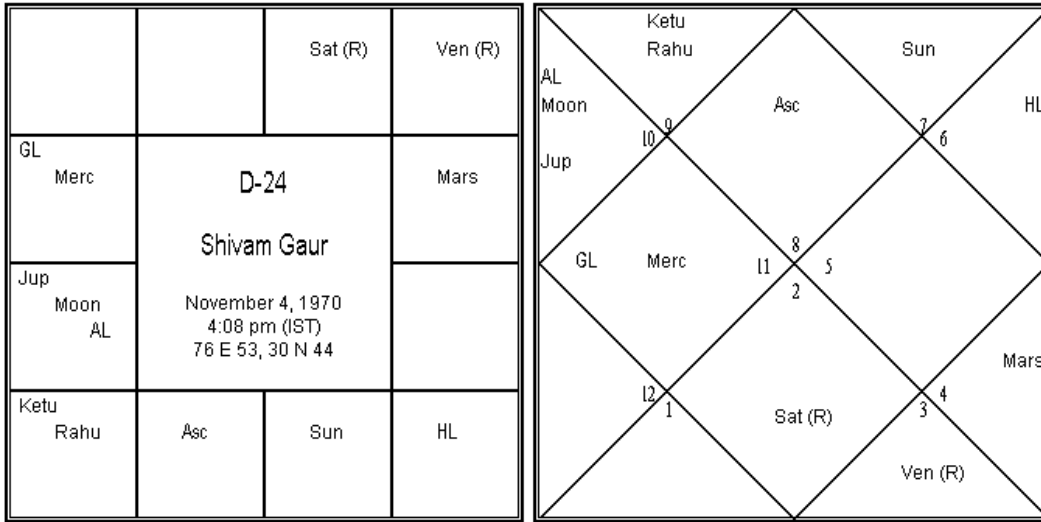 Sat (R)
Ven (R)
GL
Merc
Mars
Jup
Moon
AL
Ketu
Rahu
Asc
Sun
HL
D-24
Shivam Gaur
November 4, 1970
4:08 pm (IST)
76 E 53, 30 N 44
Ketu
Rahu
Sun
AL
Moon
Asc
HL
9
7
10
6
Jup
8
GL
Merc
11
5
2
Mars
12
4
1
3
Sat (R)
Ven (R)